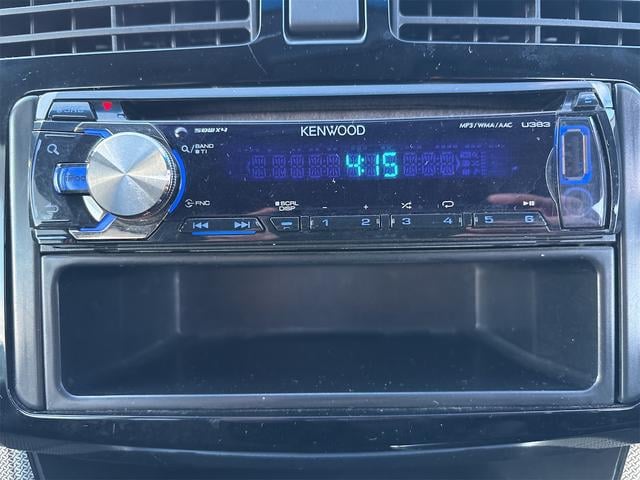 50W×4
KENWOOD
MP3/WMA/AAC U383
BAND
TI
4:15
FNC
SCRL
DISP
− +
1 2 3 4 5 6